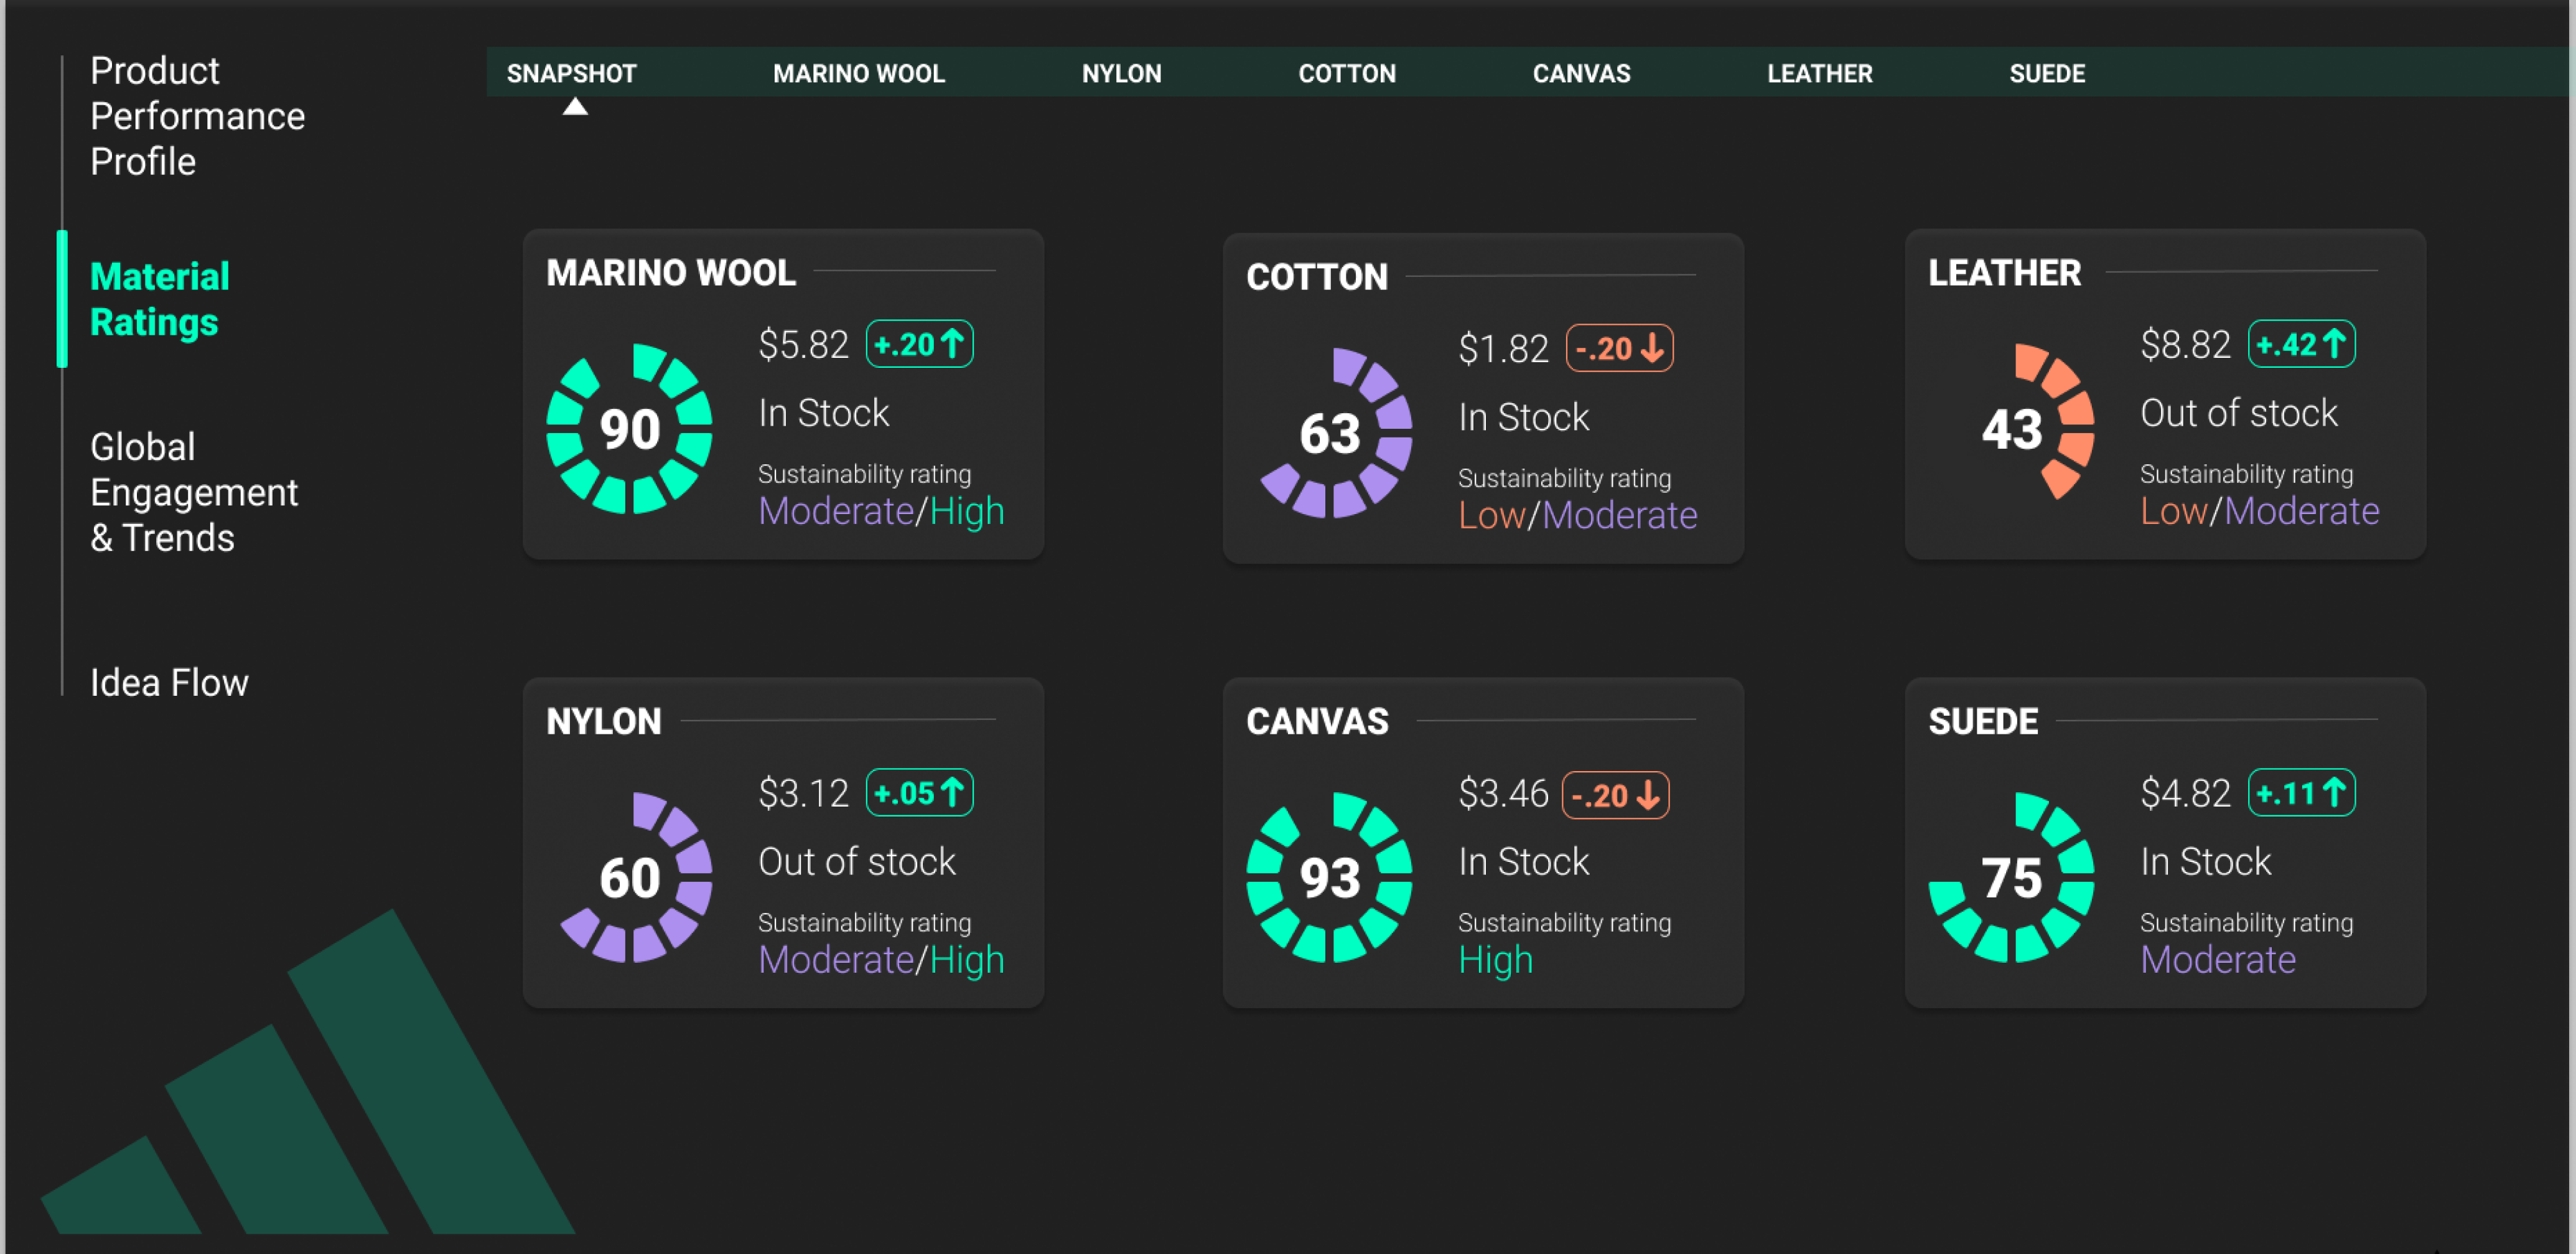 Product
Performance
Profile
Material
Ratings
Global
Engagement
& Trends
Idea Flow
SNAPSHOT
MARINO WOOL
NYLON
COTTON
CANVAS
LEATHER
SUEDE
MARINO WOOL
90
$5.82 +.20
In Stock
Sustainability rating
Moderate/High
COTTON
63
$1.82 -.20
In Stock
Sustainability rating
Low/Moderate
LEATHER
43
$8.82 +.42
Out of stock
Sustainability rating
Low/Moderate
NYLON
60
$3.12 +.05
Out of stock
Sustainability rating
Moderate/High
CANVAS
93
$3.46 -.20
In Stock
Sustainability rating
High
SUEDE
75
$4.82 +.11
In Stock
Sustainability rating
Moderate